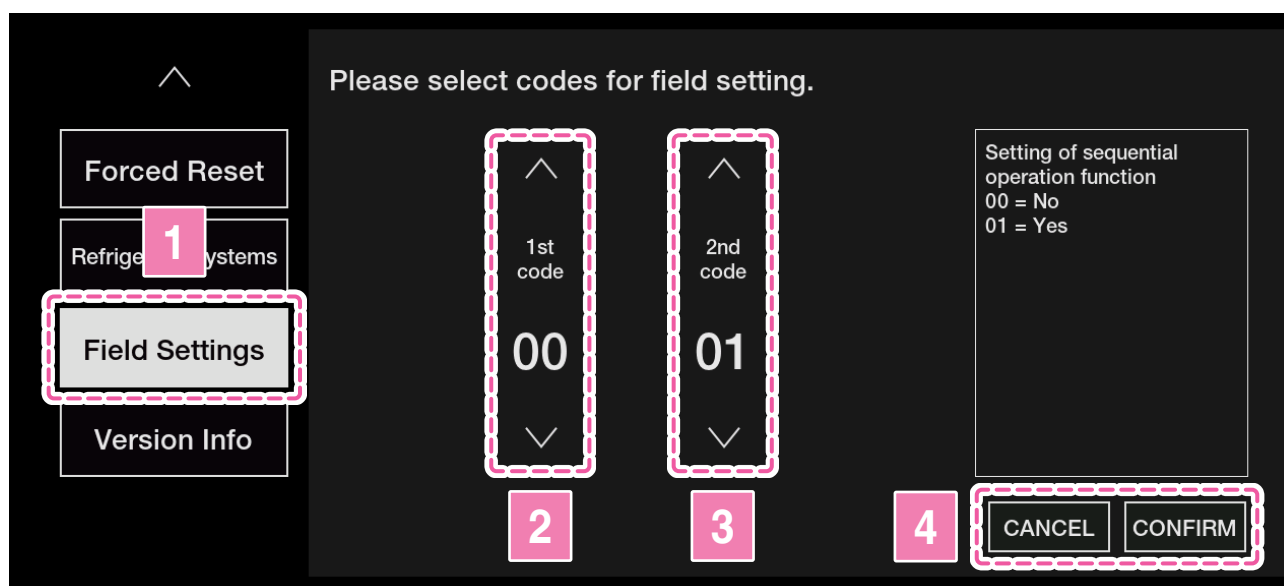 Please select codes for field setting.
Forced Reset
1
Refrige ystems
Field Settings
Version Info
1st
code
00
2
2nd
code
01
3
Setting of sequential
operation function
00 = No
01 = Yes
4
CANCEL
CONFIRM